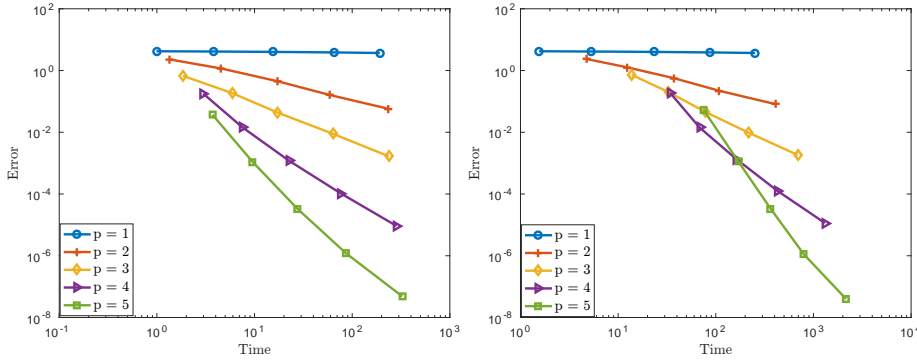 10^2
10^0
10^-2
10^-4
10^-6
10^-8
Error
p = 1
p = 2
p = 3
p = 4
p = 5
10^-1
10^0
10^1
10^2
10^3
Time
10^2
10^0
10^-2
10^-4
10^-6
10^-8
Error
p = 1
p = 2
p = 3
p = 4
p = 5
10^0
10^1
10^2
10^3
Time